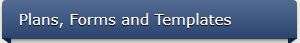 Plans, Forms and Templates